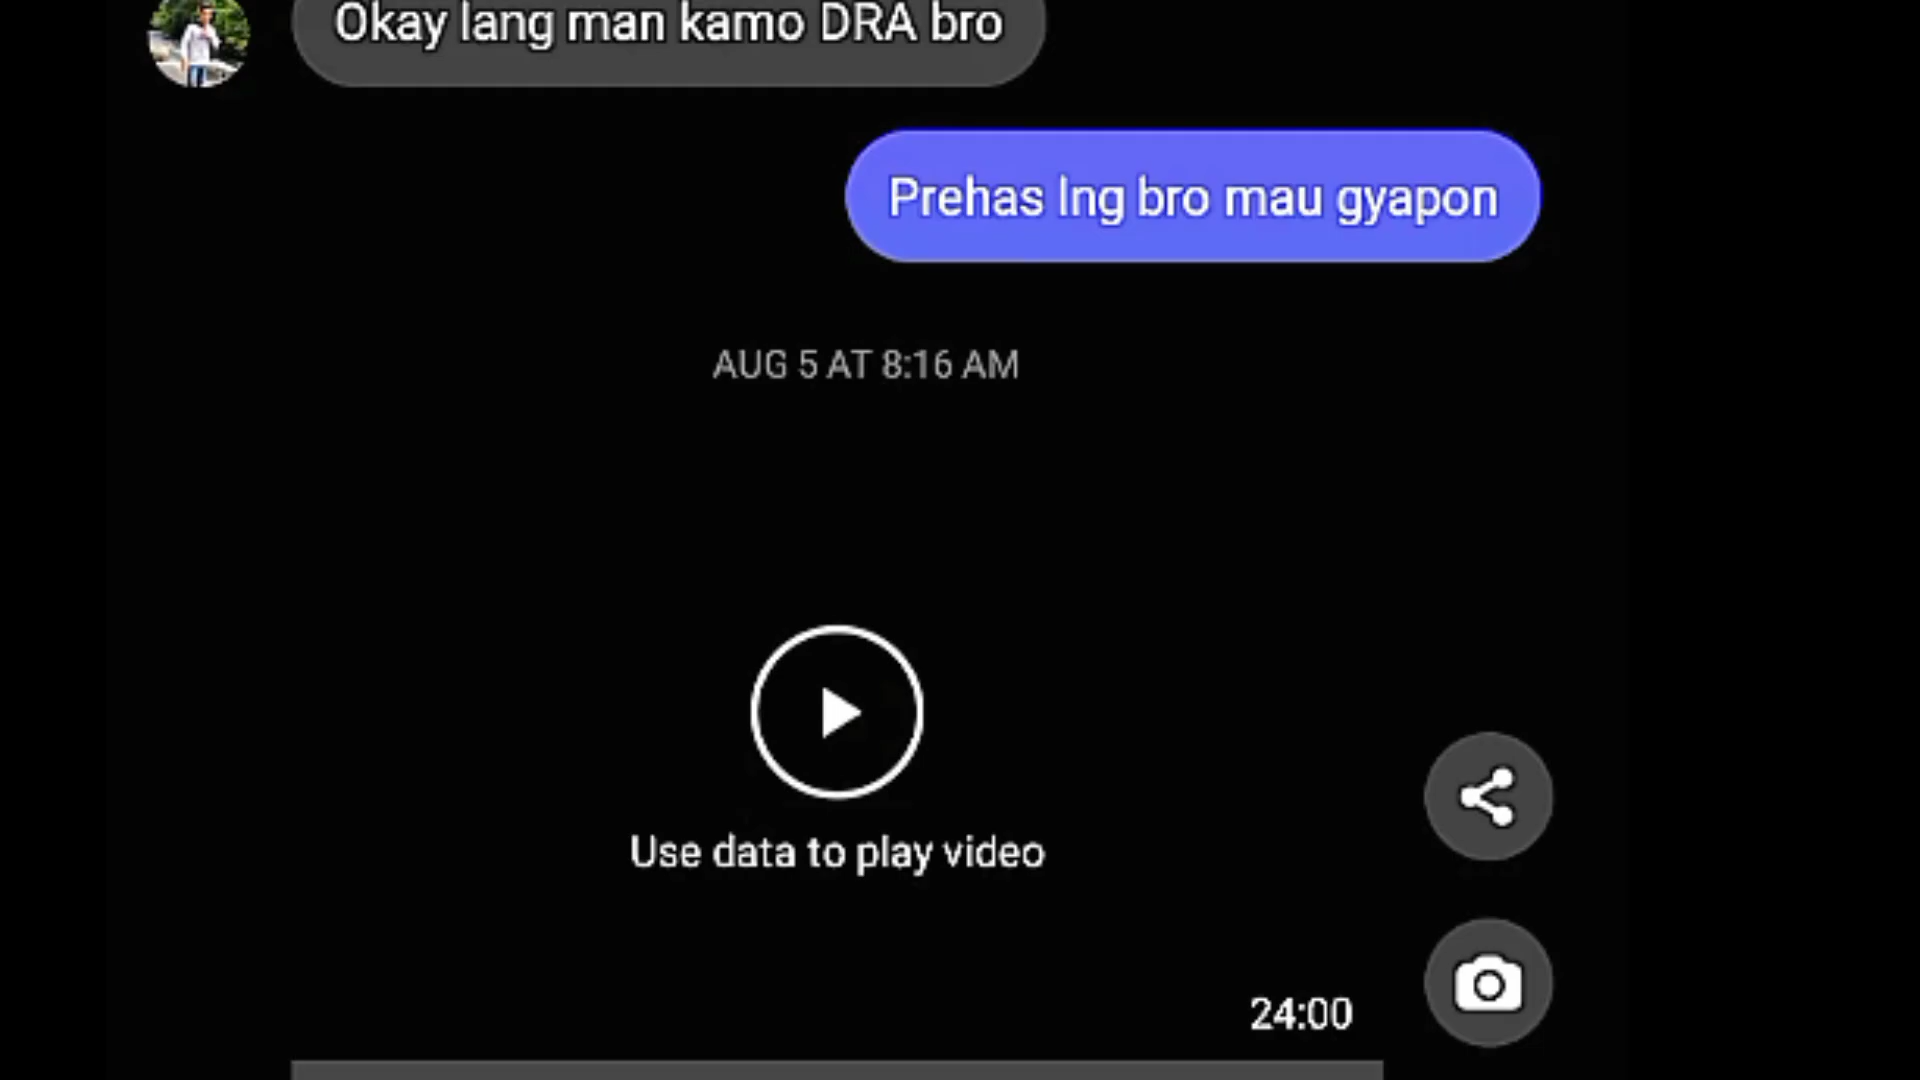 Okay lang man kamo DRA bro
Prehas lng bro mau gyapon
AUG 5 AT 8:16 AM
Use data to play video
24:00